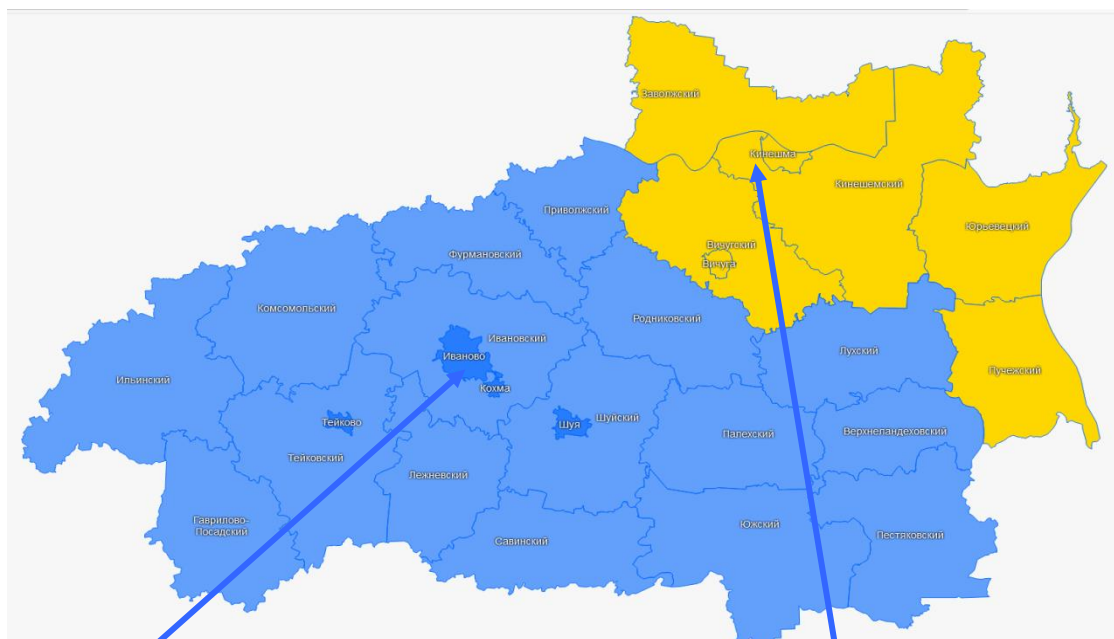 Заволжский
Кинешма
Кинешемский
Приволжский
Юрьевецкий
Вичугский
Вичуга
Фурмановский
Комсомольский
Родниковский
Ивановский
Иваново
Лухский
Ильинский
Пучежский
Кохма
Тейково
Шуя
Шуйский
Палехский
Верхнеландеховский
Тейковский
Лежневский
Гаврилово-
Посадский
Южский
Пестяковский
Савинский